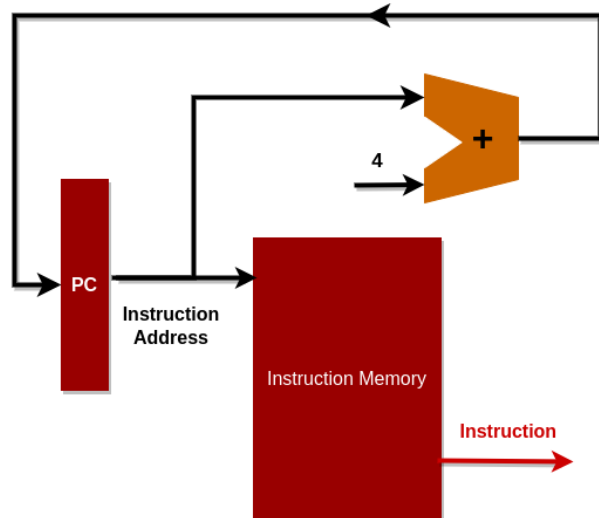 +
4
PC
Instruction
Address
Instruction Memory
Instruction